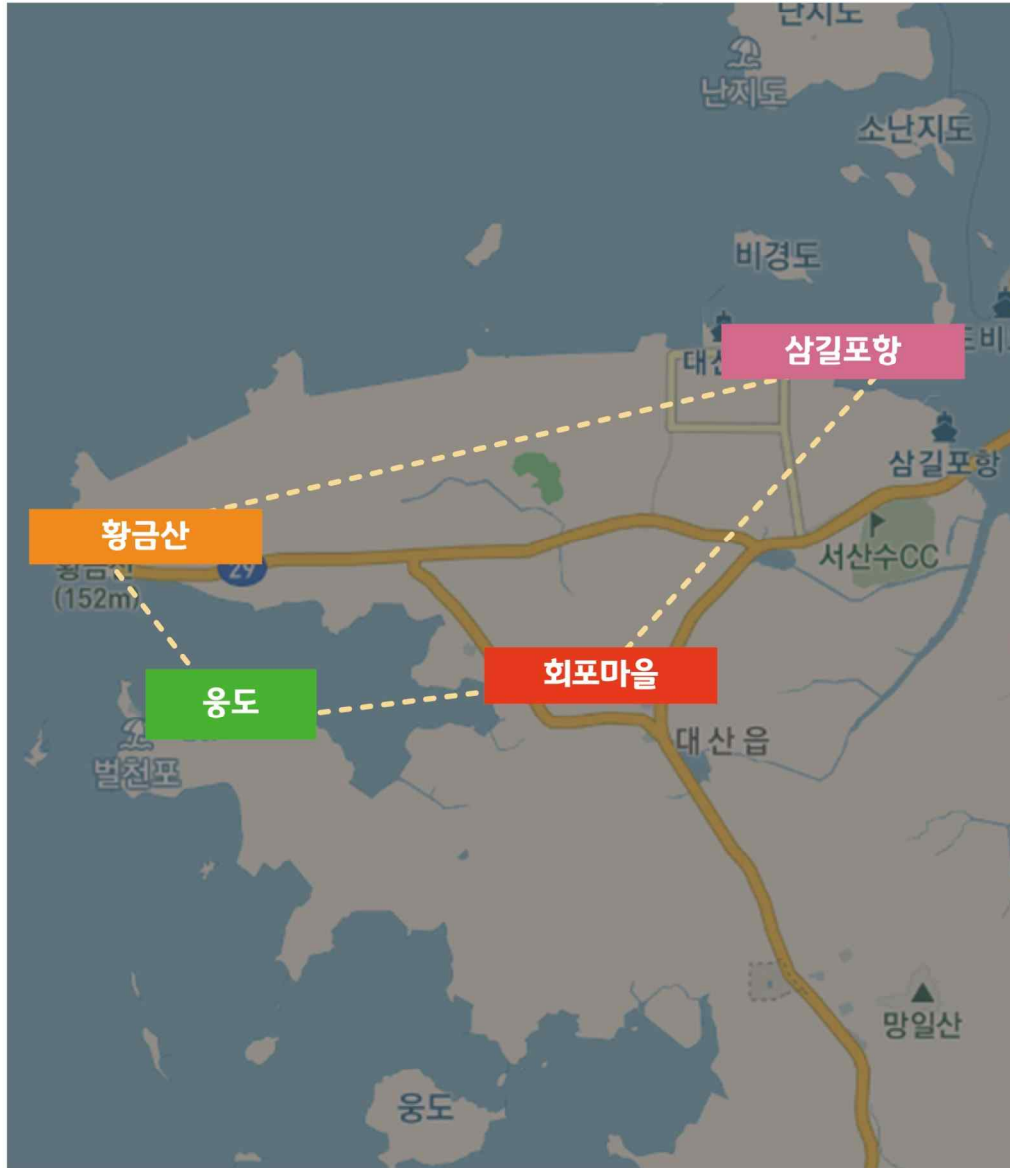 난지도
난지도
소난지도
비경도
삼길포항
대산
삼길포항
황금산
황금산
(152m)
29
서산수CC
회포마을
웅도
대산읍
벌천포
망일산
웅도